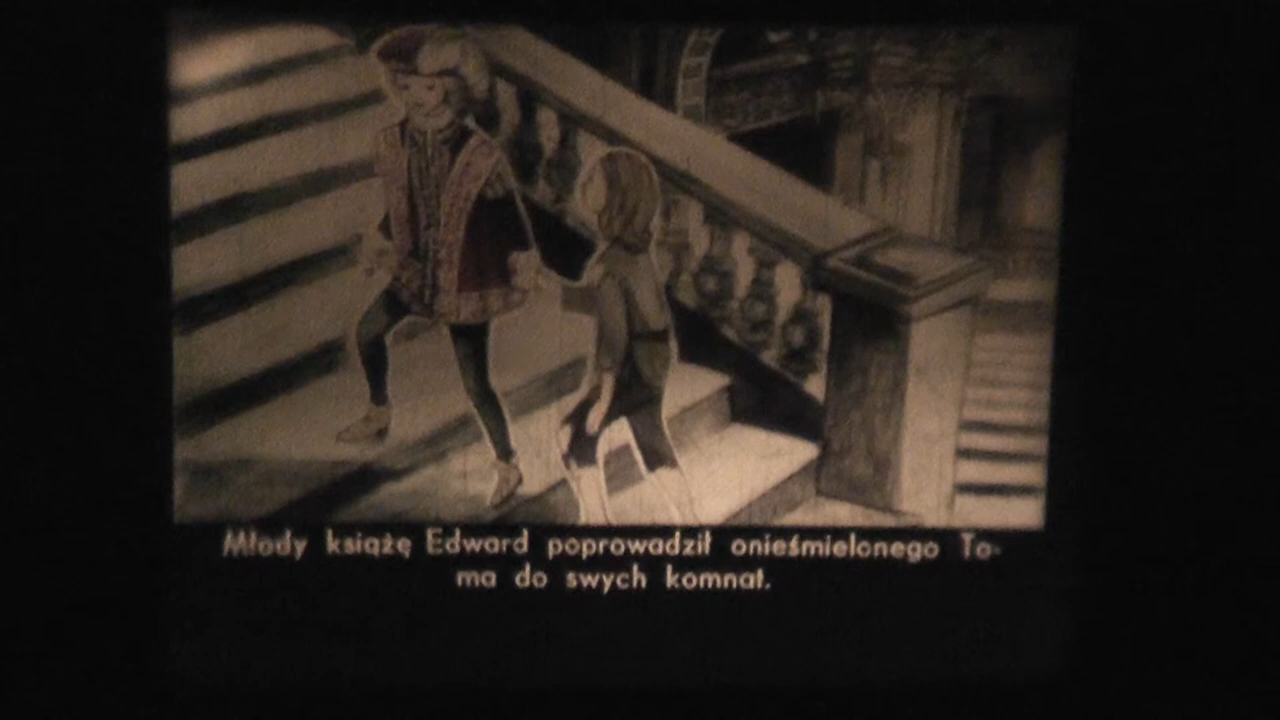 Młody książę Edward poprowadził onieśmielonego To-
ma do swych komnat.